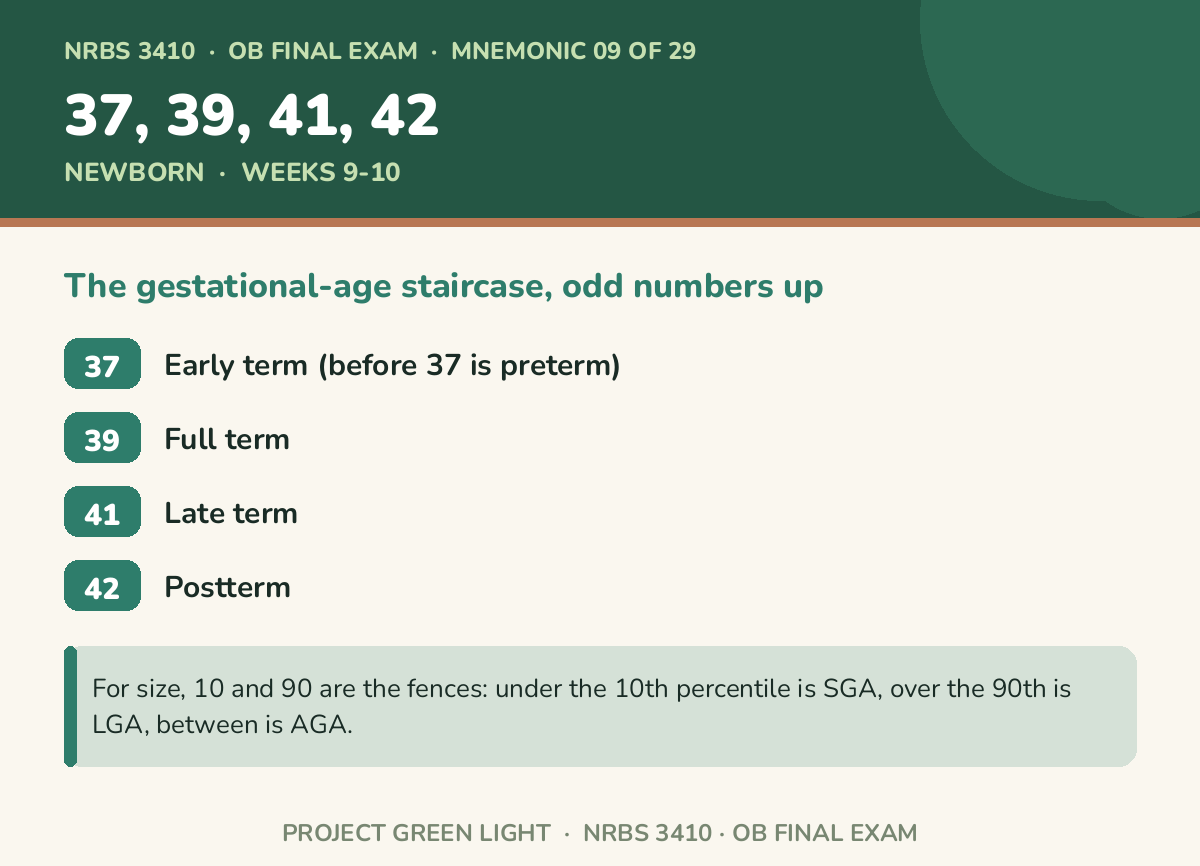 NRBS 3410 · OB FINAL EXAM · MNEMONIC 09 OF 29
37, 39, 41, 42
NEWBORN · WEEKS 9-10
The gestational-age staircase, odd numbers up
37 Early term (before 37 is preterm)
39 Full term
41 Late term
42 Postterm
For size, 10 and 90 are the fences: under the 10th percentile is SGA, over the 90th is
LGA, between is AGA.
PROJECT GREEN LIGHT · NRBS 3410 · OB FINAL EXAM